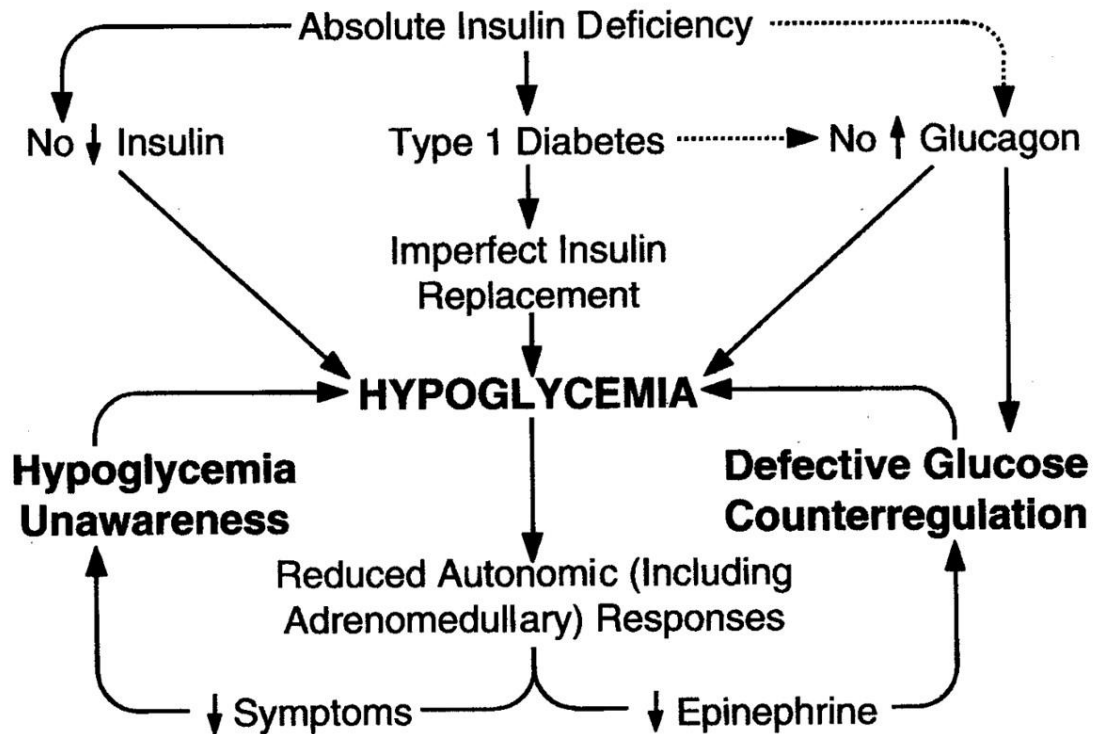 Absolute Insulin Deficiency
No ↓ Insulin
Type 1 Diabetes
No ↑ Glucagon
Imperfect Insulin
Replacement
HYPOGLYCEMIA
Hypoglycemia
Unawareness
Defective Glucose
Counterregulation
Reduced Autonomic (Including
Adrenomedullary) Responses
↓ Symptoms
↓ Epinephrine